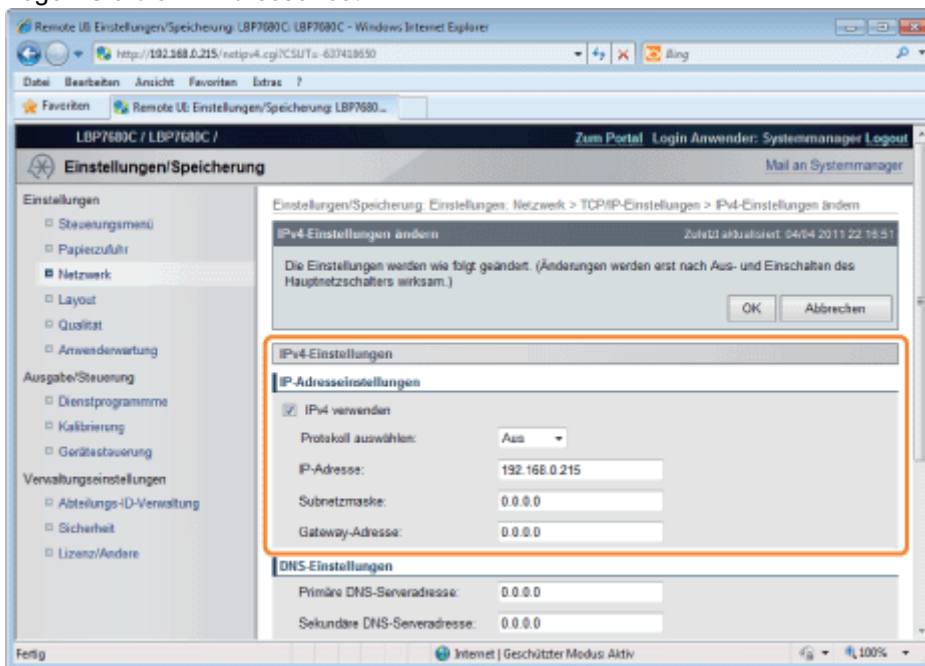 Remote UI: Einstellungen/Speicherung: LBP7680C: LBP7680C - Windows Internet Explorer
http://192.168.0.215/netipv4.cgi?CSUT=-637418650
Bing
Datei Bearbeiten Ansicht Favoriten Extras ?
Favoriten Remote UI: Einstellungen/Speicherung: LBP7680...
LBP7680C / LBP7680C /
Zum Portal Login Anwender: Systemmanager Logout
Einstellungen/Speicherung
Mail an Systemmanager
Einstellungen
Steuerungsmenü
Papierzufuhr
Netzwerk
Layout
Qualität
Anwenderwartung
Ausgabe/Steuerung
Dienstprogrammme
Kalibrierung
Gerätesteuerung
Verwaltungseinstellungen
Abteilungs-ID-Verwaltung
Sicherheit
Lizenz/Andere
Einstellungen/Speicherung: Einstellungen: Netzwerk > TCP/IP-Einstellungen > IPv4-Einstellungen ändern
IPv4-Einstellungen ändern
Zuletzt aktualisiert: 04/04 2011 22:16:51
Die Einstellungen werden wie folgt geändert. (Änderungen werden erst nach Aus- und Einschalten des
Hauptnetzschalters wirksam.)
OK Abbrechen
IPv4-Einstellungen
IP-Adresseinstellungen
IPv4 verwenden
Protokoll auswählen: Aus
IP-Adresse: 192.168.0.215
Subnetzmaske: 0.0.0.0
Gateway-Adresse: 0.0.0.0
DNS-Einstellungen
Primäre DNS-Serveradresse: 0.0.0.0
Sekundäre DNS-Serveradresse: 0.0.0.0
Fertig
Internet | Geschützter Modus: Aktiv
100%